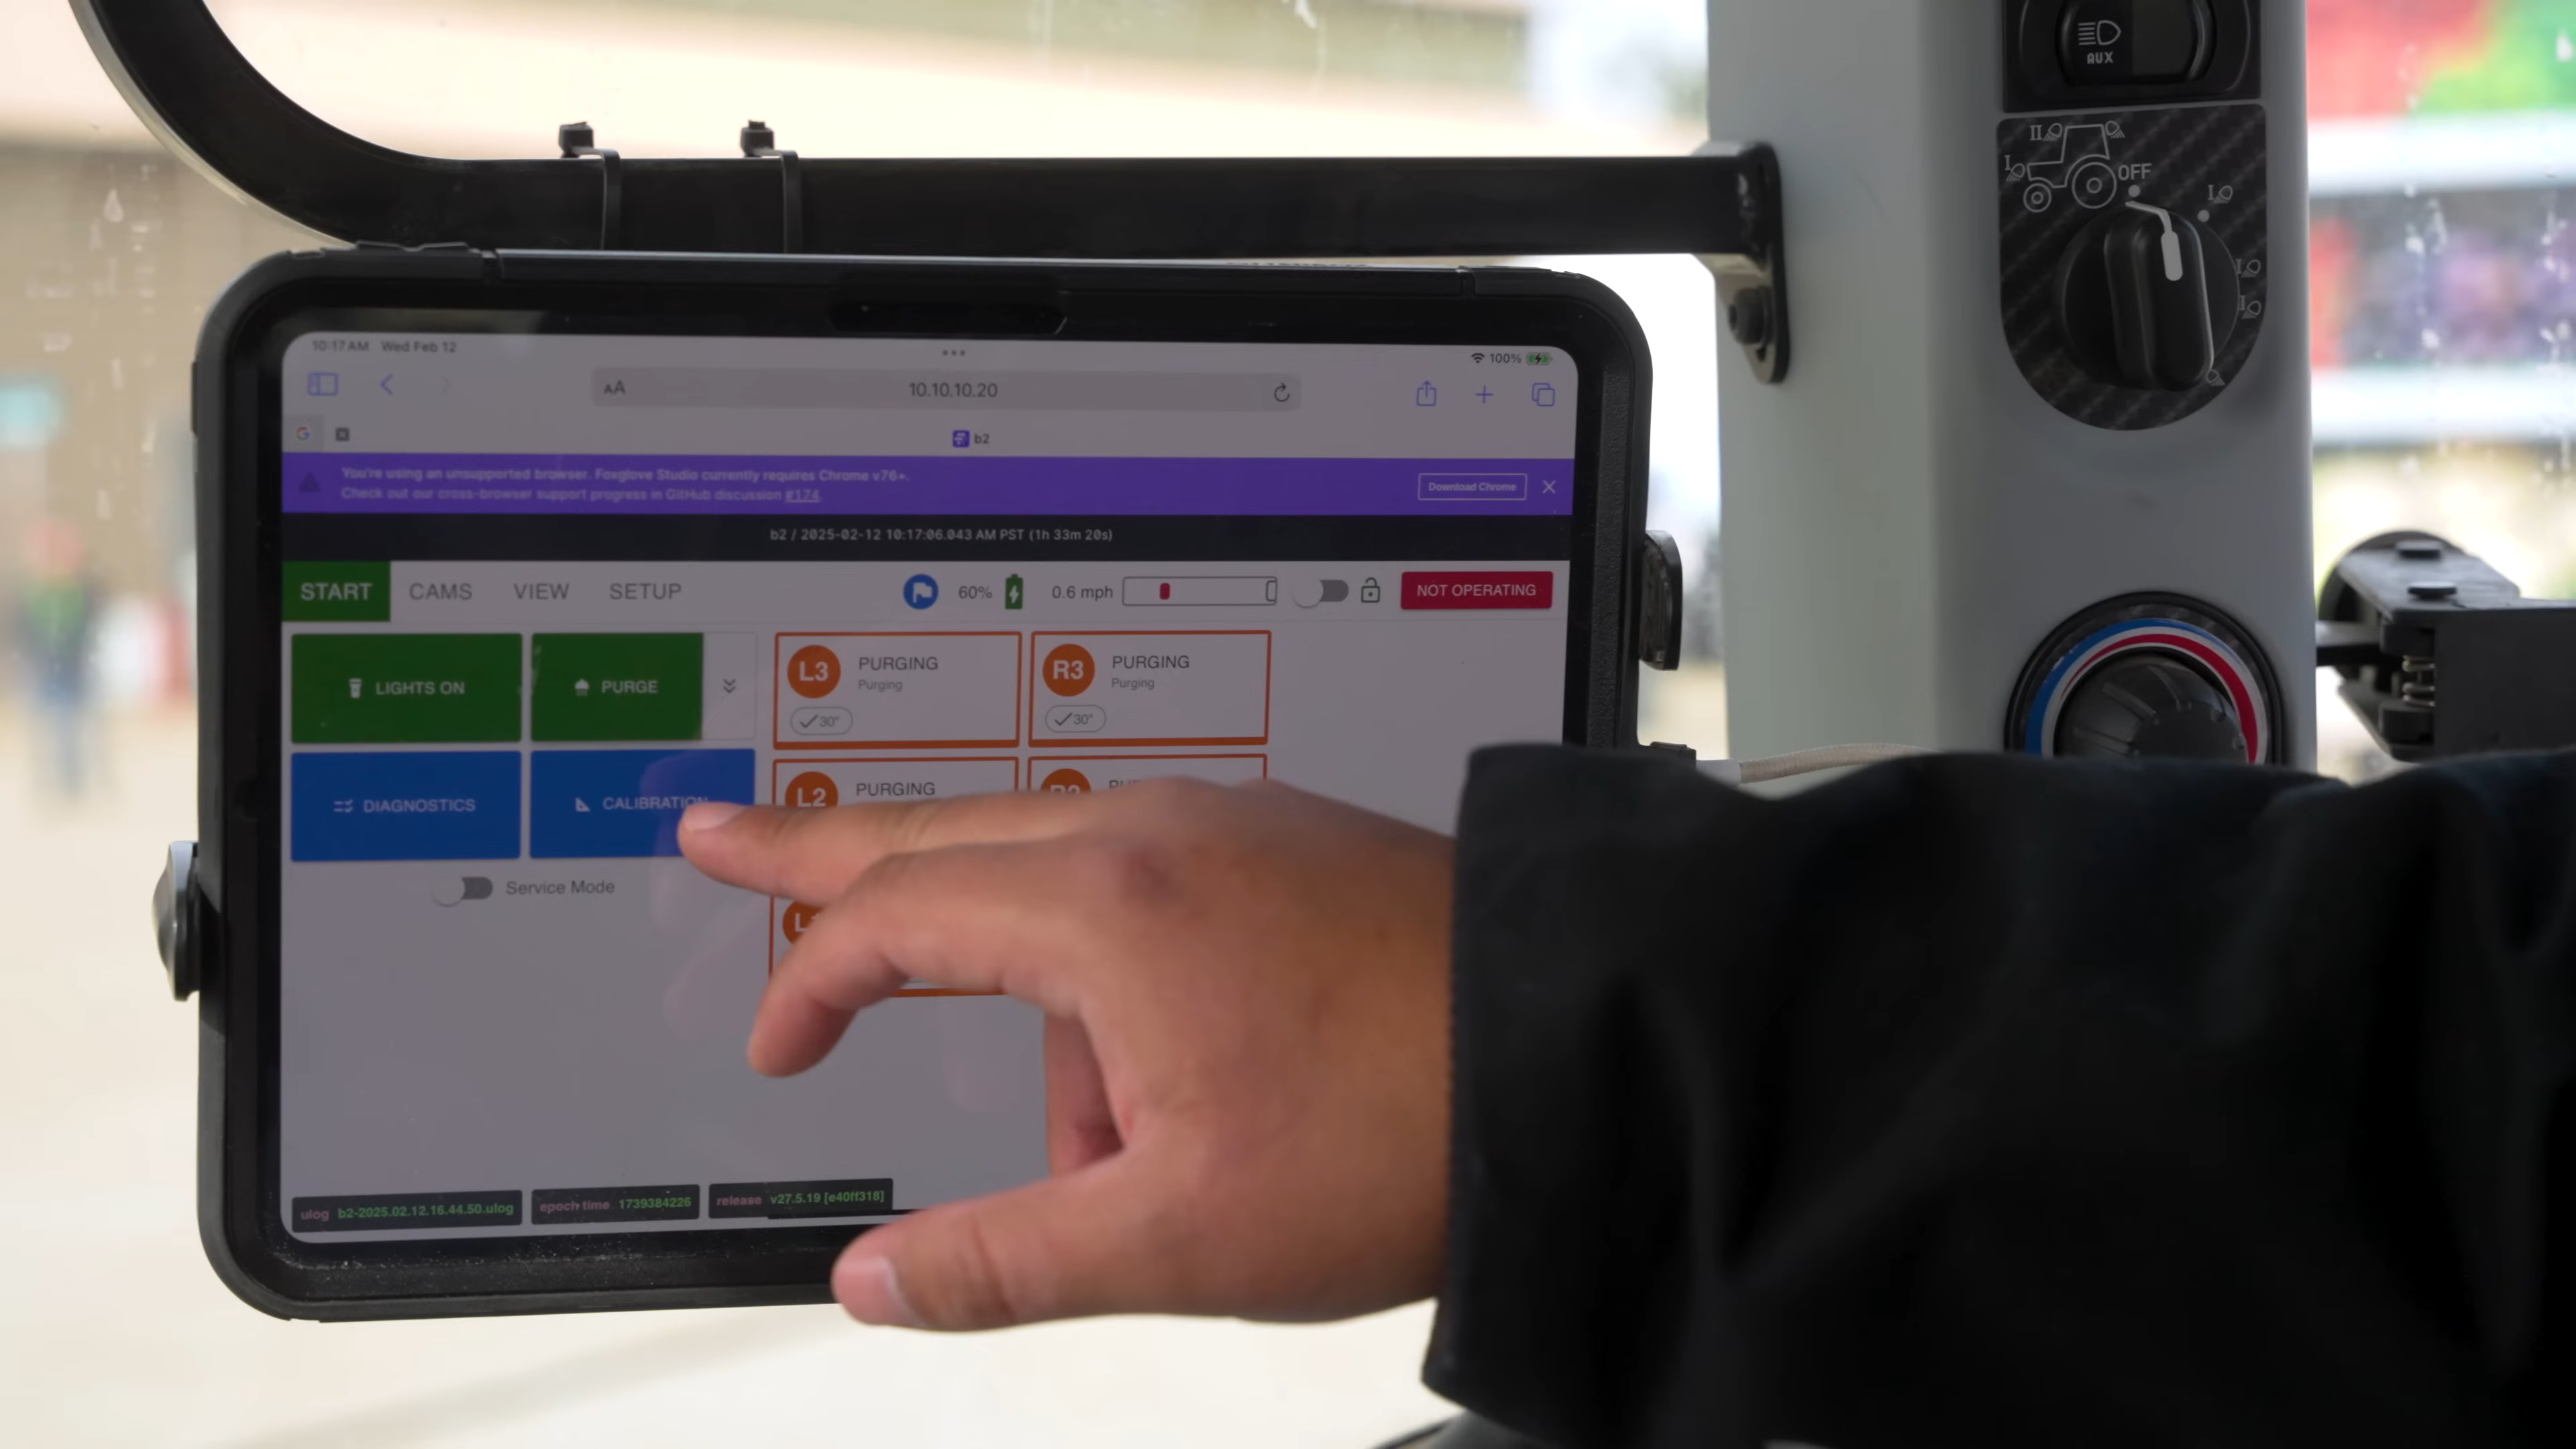 AUX
II
I
OFF
I
I
I
10:17 AM Wed Feb 12
100%
AA
10.10.10.20
G
b2
You're using an unsupported browser. Foxglove Studio currently requires Chrome v76+.
Check out our cross-browser support progress in GitHub discussion #174.
Download Chrome
b2 / 2025-02-12 10:17:06.043 AM PST (1h 33m 20s)
START
CAMS
VIEW
SETUP
60%
0.6 mph
NOT OPERATING
LIGHTS ON
PURGE
L3
PURGING
Purging
30°
R3
PURGING
Purging
30°
DIAGNOSTICS
CALIBRATION
L2
PURGING
Service Mode
ulog b2-2025.02.12.16.44.50.ulog
epoch time 1739384226
release v27.5.19 [e40ff318]